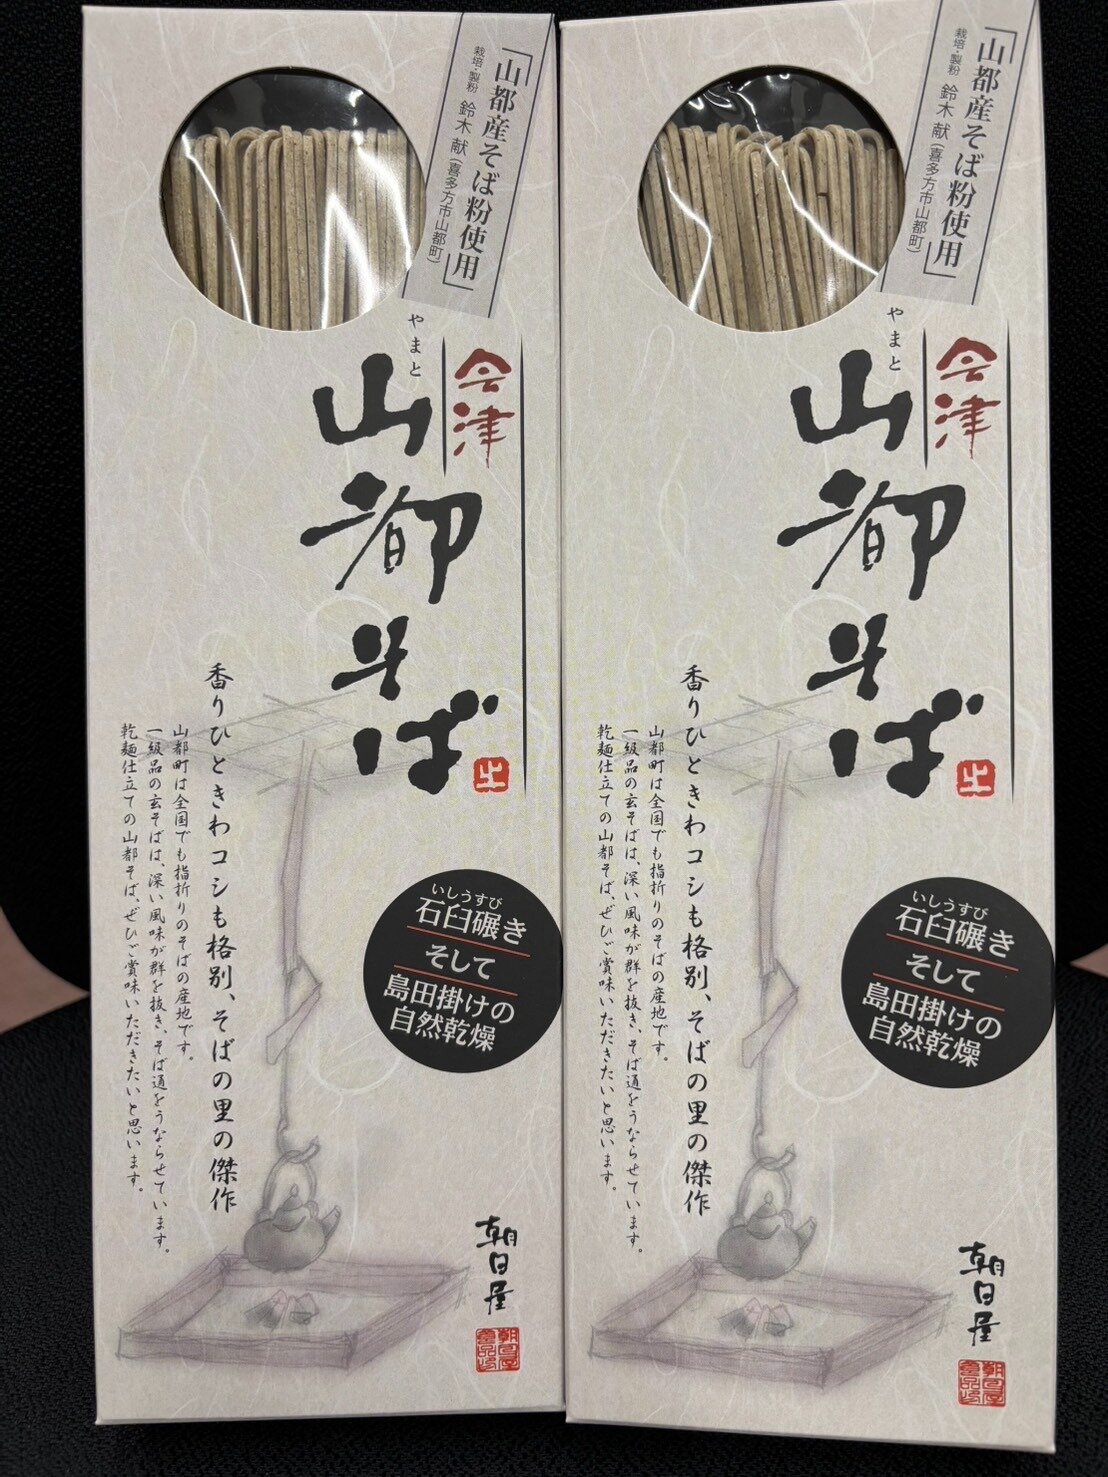 「山都産そば粉使用」
栽培・製粉 鈴木 献(喜多方市山都町)
会津
やまと
山都そば
香りひときわコシも格別、そばの里の傑作
山都町は全国でも指折りのそばの産地です。
一級品の玄そばは、深い風味が群を抜き、そば通をうならせています。
乾麺仕立ての山都そば、ぜひご賞味いただきたいと思います。
いしうすび
石臼碾き
そして
島田掛けの
自然乾燥
朝日屋
「山都産そば粉使用」
栽培・製粉 鈴木 献(喜多方市山都町)
会津
やまと
山都そば
香りひときわコシも格別、そばの里の傑作
山都町は全国でも指折りのそばの産地です。
一級品の玄そばは、深い風味が群を抜き、そば通をうならせています。
乾麺仕立ての山都そば、ぜひご賞味いただきたいと思います。
いしうすび
石臼碾き
そして
島田掛けの
自然乾燥
朝日屋